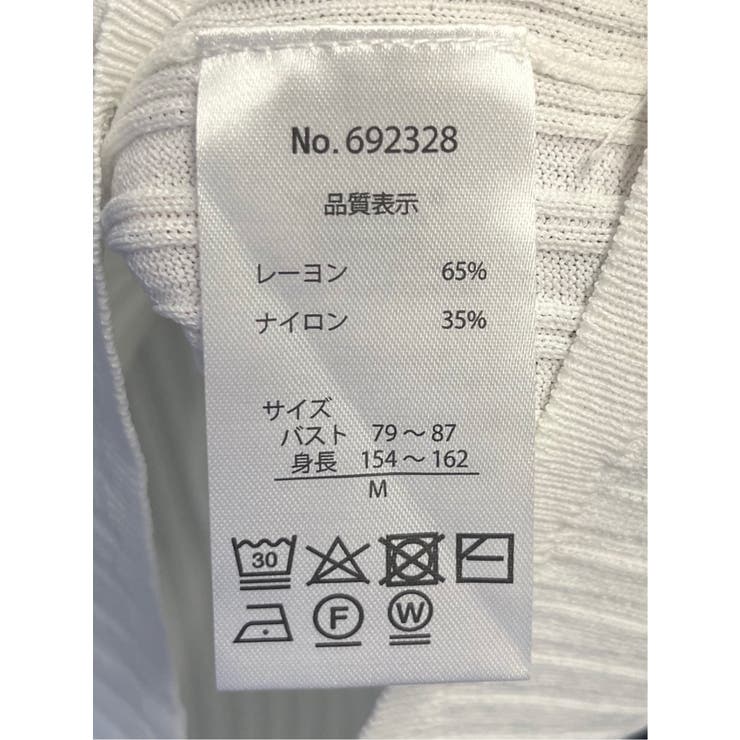 No. 692328
品質表示
レーヨン 65%
ナイロン 35%
サイズ
バスト 79～87
身長 154～162
M
30
F W